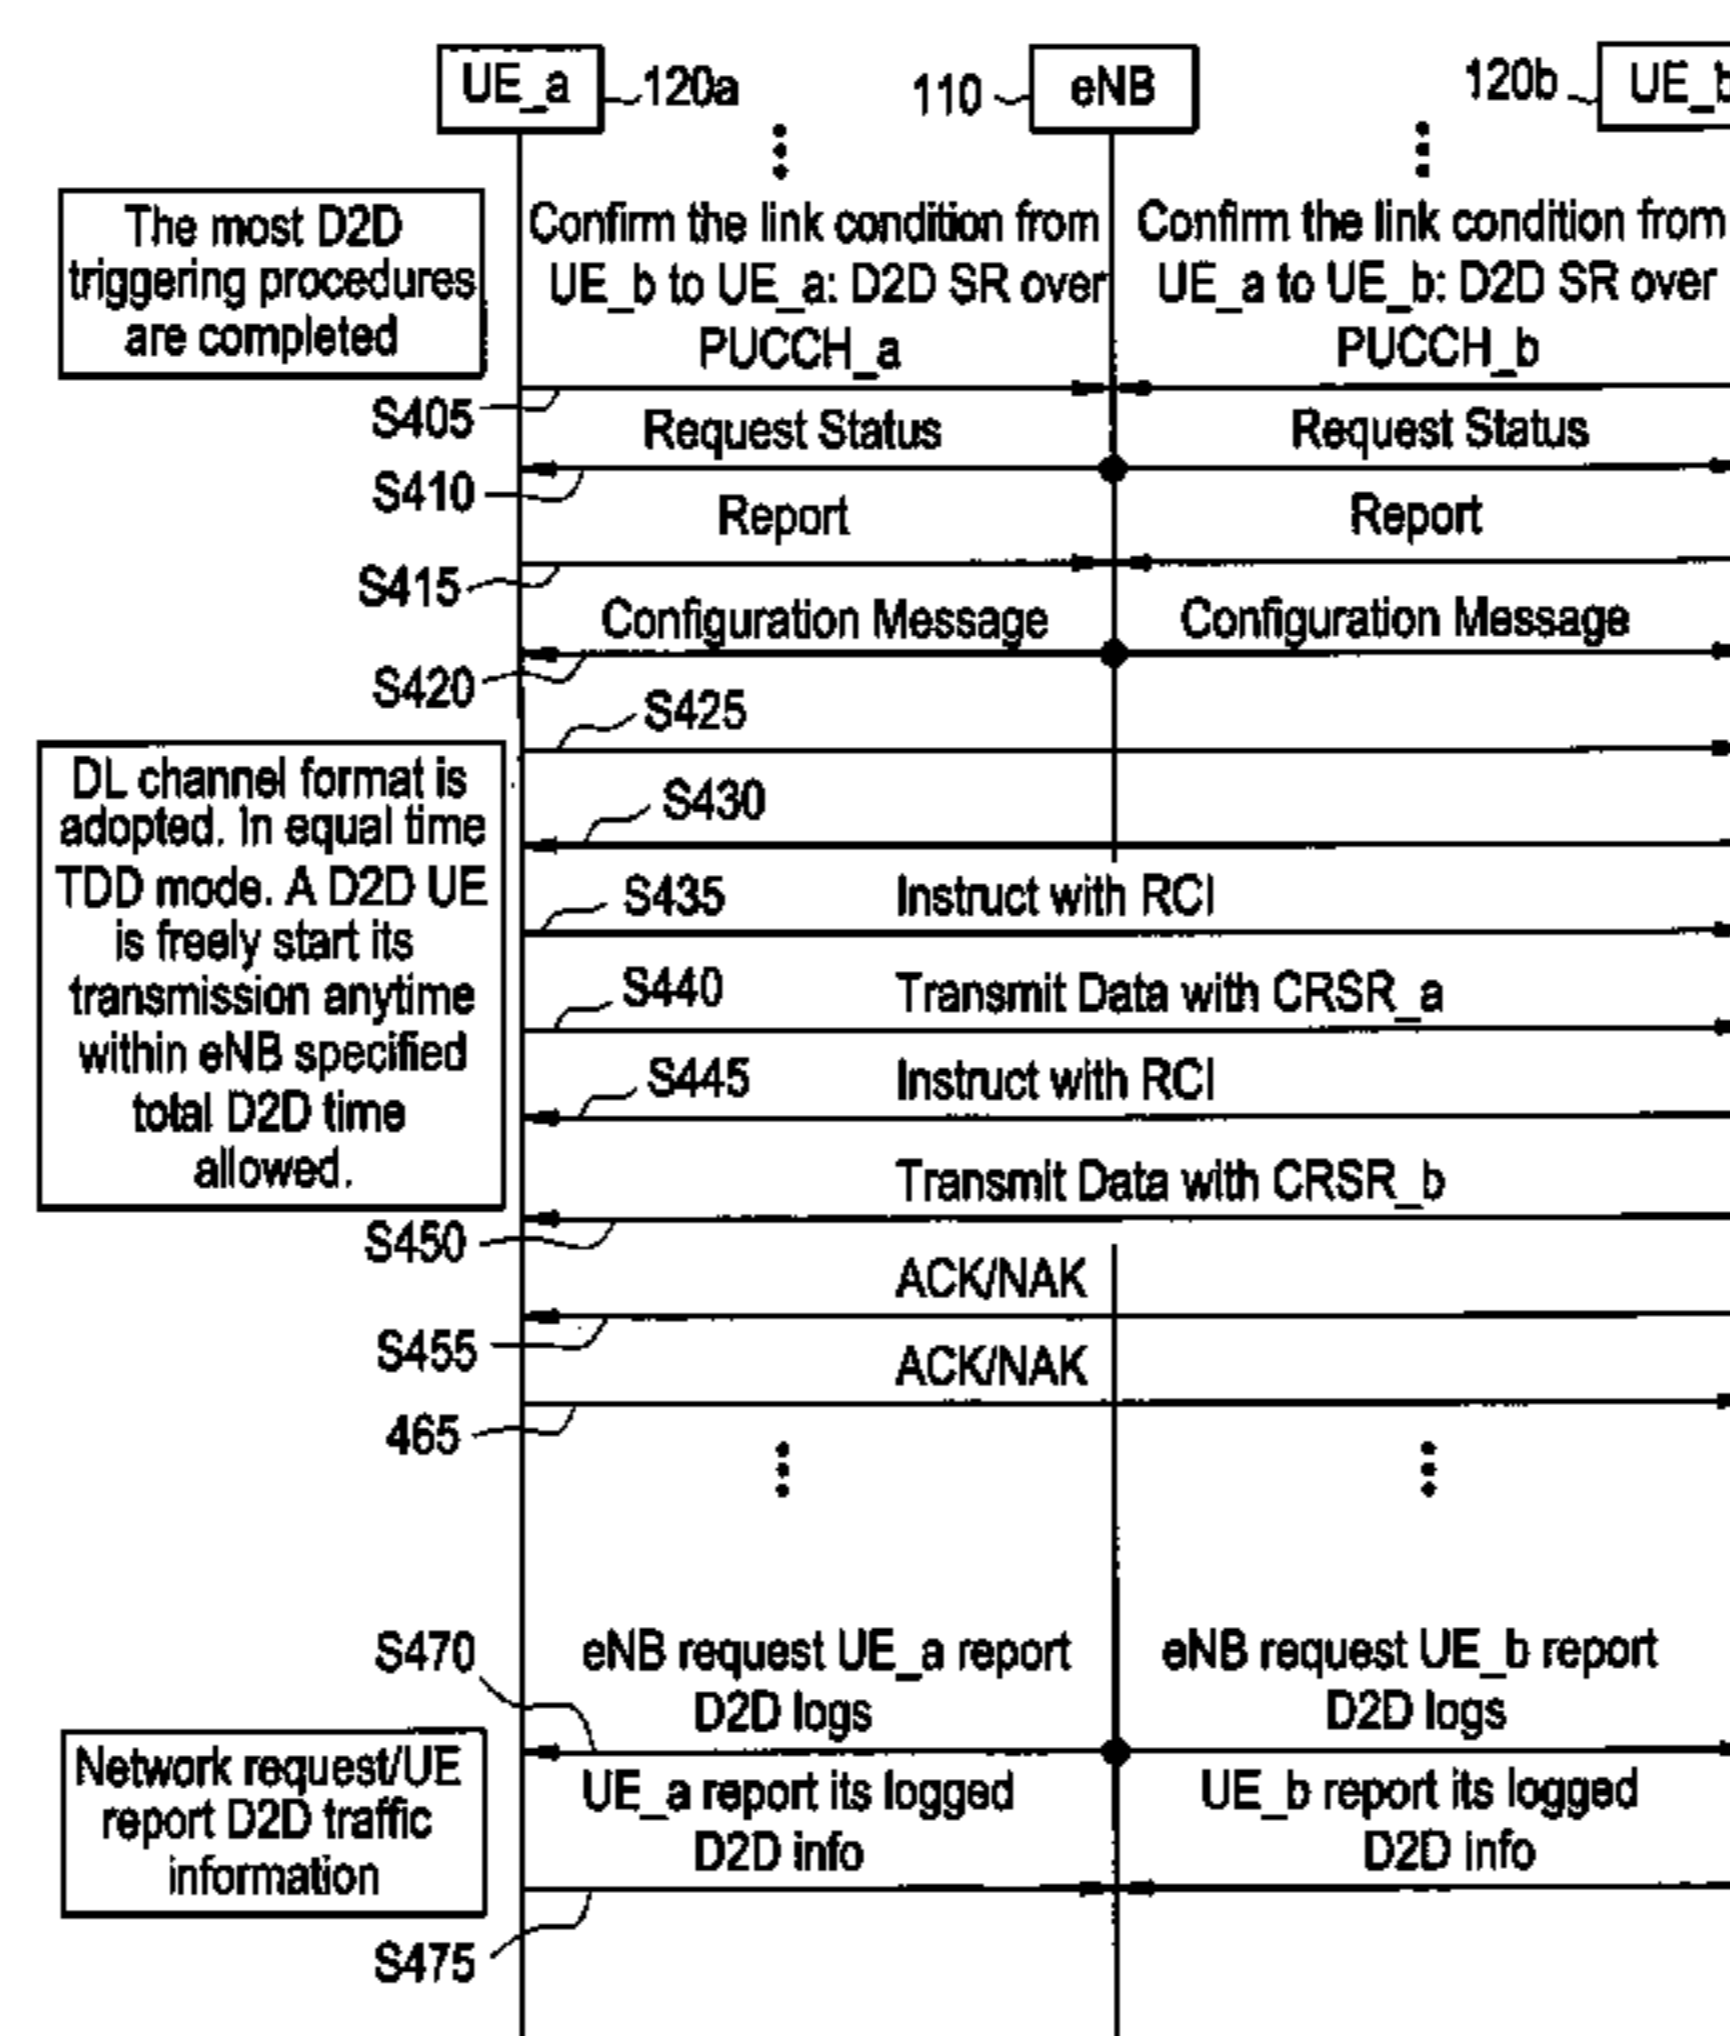 UE_a
120a
110
eNB
120b
UE_b
The most D2D
triggering procedures
are completed
Confirm the link condition from
UE_b to UE_a: D2D SR over
PUCCH_a
Confirm the link condition from
UE_a to UE_b: D2D SR over
PUCCH_b
S405
Request Status
Request Status
S410
Report
Report
S415
Configuration Message
Configuration Message
S420
S425
DL channel format is
adopted. In equal time
TDD mode. A D2D UE
is freely start its
transmission anytime
within eNB specified
total D2D time
allowed.
S430
S435
Instruct with RCI
S440
Transmit Data with CRSR_a
S445
Instruct with RCI
Transmit Data with CRSR_b
S450
ACK/NAK
S455
ACK/NAK
465
S470
eNB request UE_a report
D2D logs
eNB request UE_b report
D2D logs
Network request/UE
report D2D traffic
information
UE_a report its logged
D2D info
UE_b report its logged
D2D info
S475